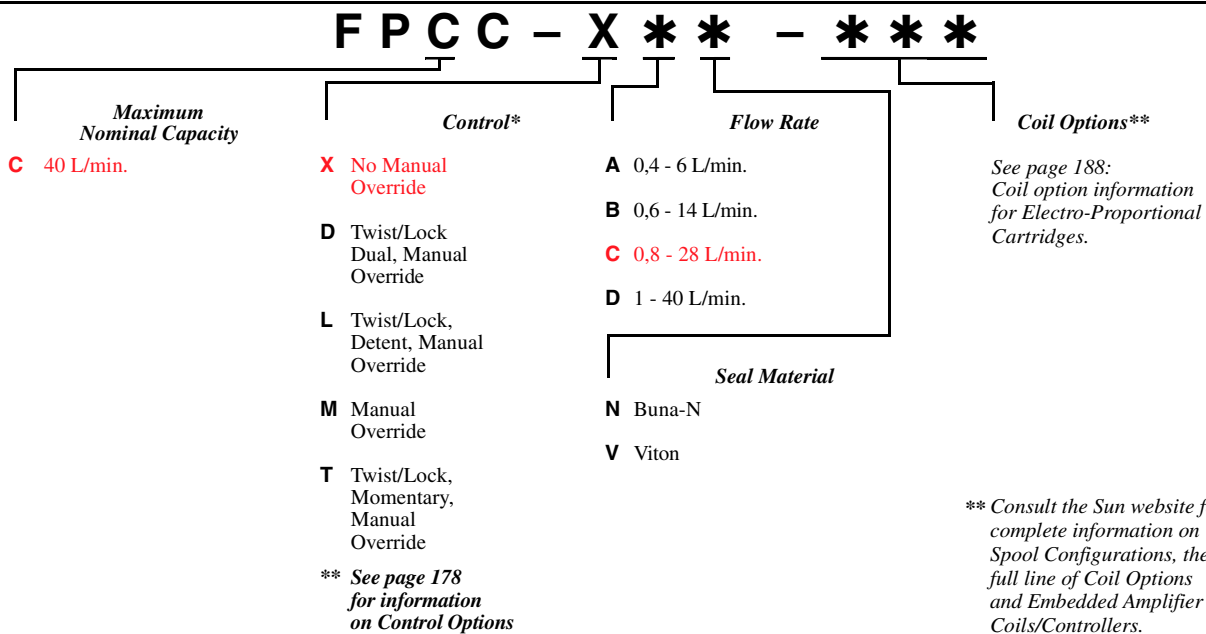 F P C C – X ✱ ✱ – ✱ ✱ ✱
Maximum
Nominal Capacity
C 40 L/min.
Control*
X No Manual
Override
D Twist/Lock
Dual, Manual
Override
L Twist/Lock,
Detent, Manual
Override
M Manual
Override
T Twist/Lock,
Momentary,
Manual
Override
** See page 178
for information
on Control Options
Flow Rate
A 0,4 - 6 L/min.
B 0,6 - 14 L/min.
C 0,8 - 28 L/min.
D 1 - 40 L/min.
Seal Material
N Buna-N
V Viton
Coil Options**
See page 188:
Coil option information
for Electro-Proportional
Cartridges.
** Consult the Sun website f
complete information on
Spool Configurations, the
full line of Coil Options
and Embedded Amplifier
Coils/Controllers.